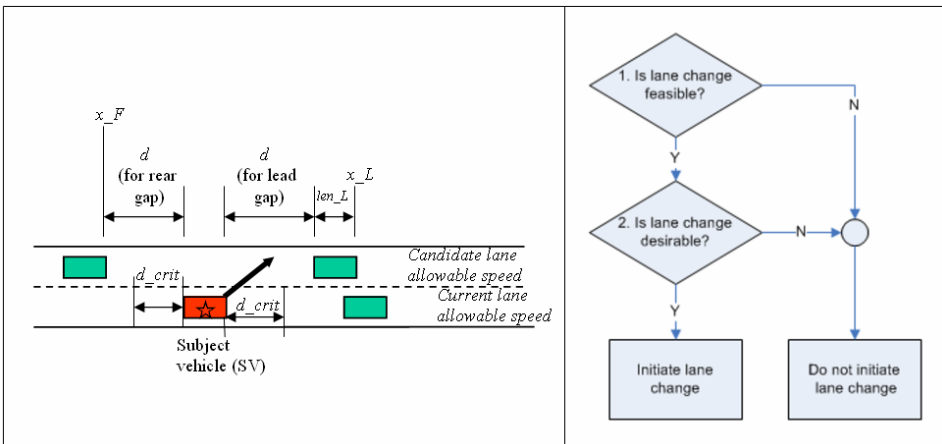 x_F
d
(for rear
gap)
d
(for lead
gap)
x_L
len_L
Candidate lane
allowable speed
d_crit
Current lane
allowable speed
d_crit
Subject
vehicle (SV)
1. Is lane change
feasible?
N
Y
2. Is lane change
desirable?
N
Y
Initiate lane
change
Do not initiate
lane change